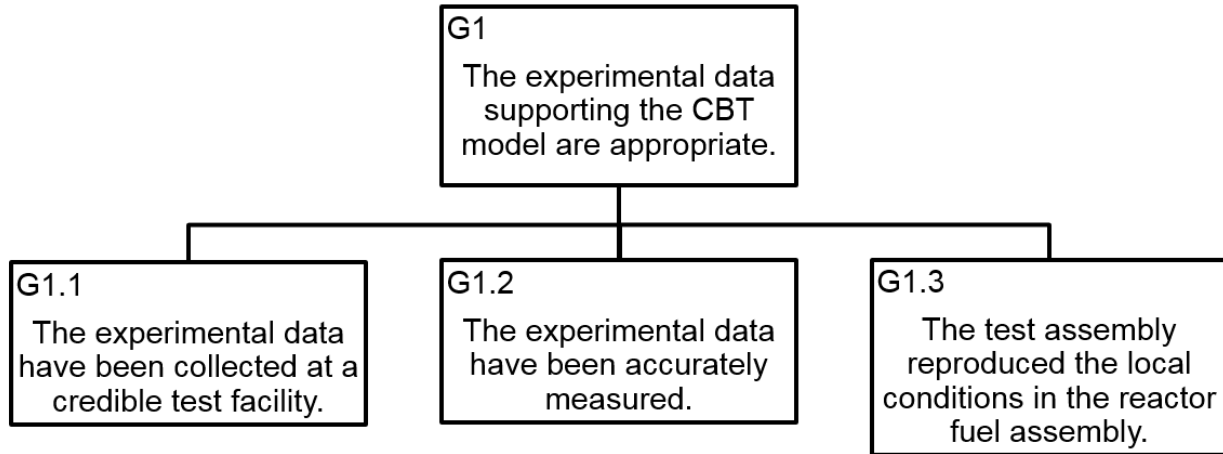 G1
The experimental data
supporting the CBT
model are appropriate.
G1.1
The experimental data
have been collected at a
credible test facility.
G1.2
The experimental data
have been accurately
measured.
G1.3
The test assembly
reproduced the local
conditions in the reactor
fuel assembly.